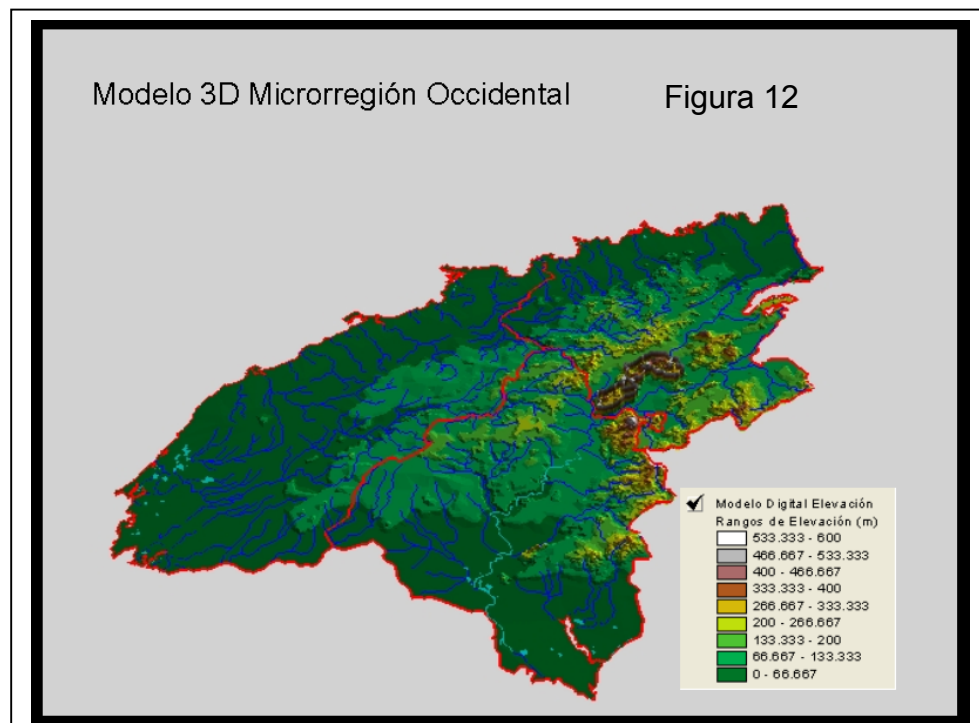 Modelo 3D Microrregión Occidental
Figura 12
Modelo Digital Elevación
Rangos de Elevación (m)
533.333 - 600
466.667 - 533.333
400 - 466.667
333.333 - 400
266.667 - 333.333
200 - 266.667
133.333 - 200
66.667 - 133.333
0 - 66.667